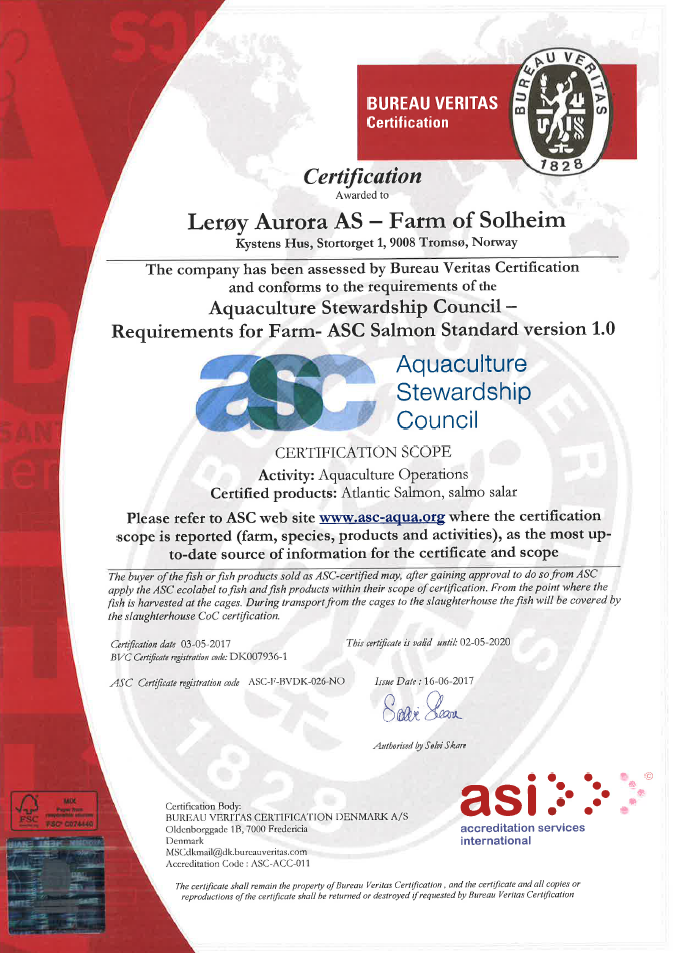 BUREAU VERITAS
Certification
BUREAU VERITAS
1828
Certification
Awarded to
Lerøy Aurora AS – Farm of Solheim
Kystens Hus, Stortorget 1, 9008 Tromsø, Norway
The company has been assessed by Bureau Veritas Certification
and conforms to the requirements of the
Aquaculture Stewardship Council –
Requirements for Farm- ASC Salmon Standard version 1.0
asc Aquaculture
Stewardship
Council
CERTIFICATION SCOPE
Activity: Aquaculture Operations
Certified products: Atlantic Salmon, salmo salar
Please refer to ASC web site www.asc-aqua.org where the certification
scope is reported (farm, species, products and activities), as the most up-
to-date source of information for the certificate and scope
The buyer of the fish or fish products sold as ASC-certified may, after gaining approval to do so from ASC
apply the ASC ecolabel to fish and fish products within their scope of certification. From the point where the
fish is harvested at the cages. During transport from the cages to the slaughterhouse the fish will be covered by
the slaughterhouse CoC certification.
Certification date 03-05-2017 This certificate is valid until: 02-05-2020
BVC Certificate registration code: DK007936-1
ASC Certificate registration code ASC-F-BVDK-026-NO Issue Date : 16-06-2017
Solvi Skare
Authorised by Solvi Skare
Certification Body:
BUREAU VERITAS CERTIFICATION DENMARK A/S
Oldenborggade 1B, 7000 Fredericia
Denmark
MSCdkmail@dk.bureauveritas.com
Accreditation Code : ASC-ACC-011
asi ©
accreditation services
international
MIX
Paper from
responsible sources
FSC
FSC® C074440
The certificate shall remain the property of Bureau Veritas Certification , and the certificate and all copies or
reproductions of the certificate shall be returned or destroyed if requested by Bureau Veritas Certification